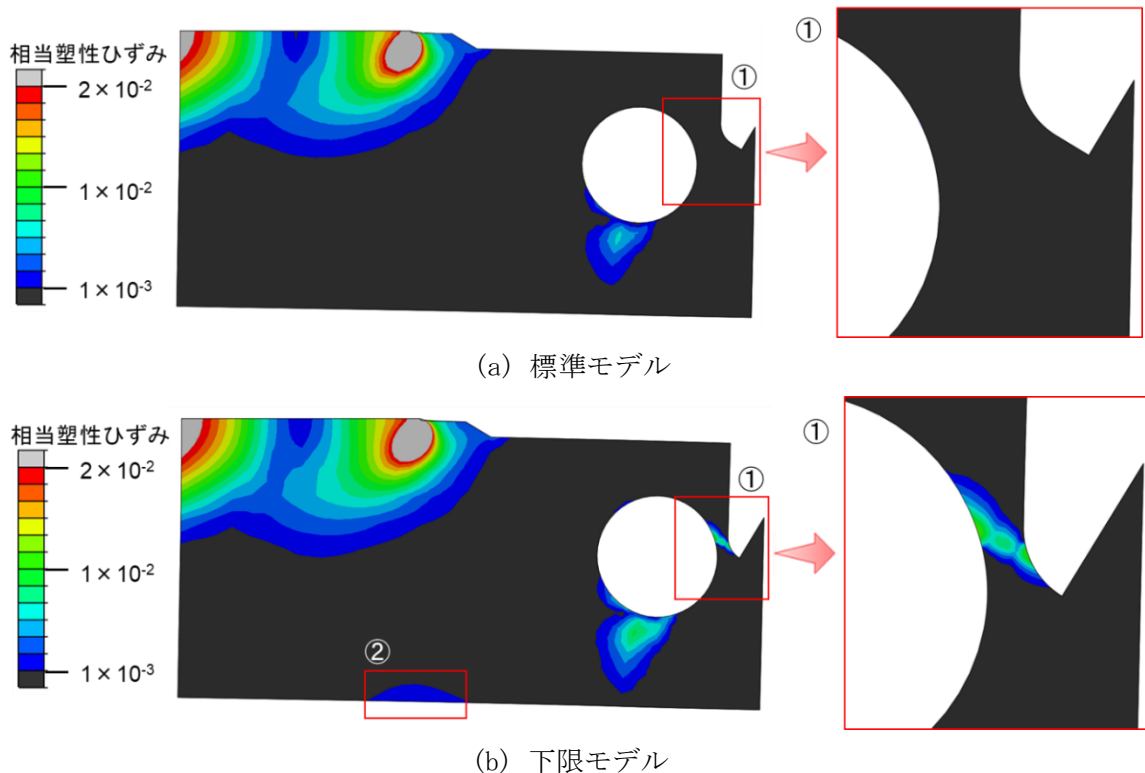 相当塑性ひずみ
2×10⁻²
1×10⁻²
1×10⁻³
①
①
(a) 標準モデル
相当塑性ひずみ
2×10⁻²
1×10⁻²
1×10⁻³
①
①
②
(b) 下限モデル